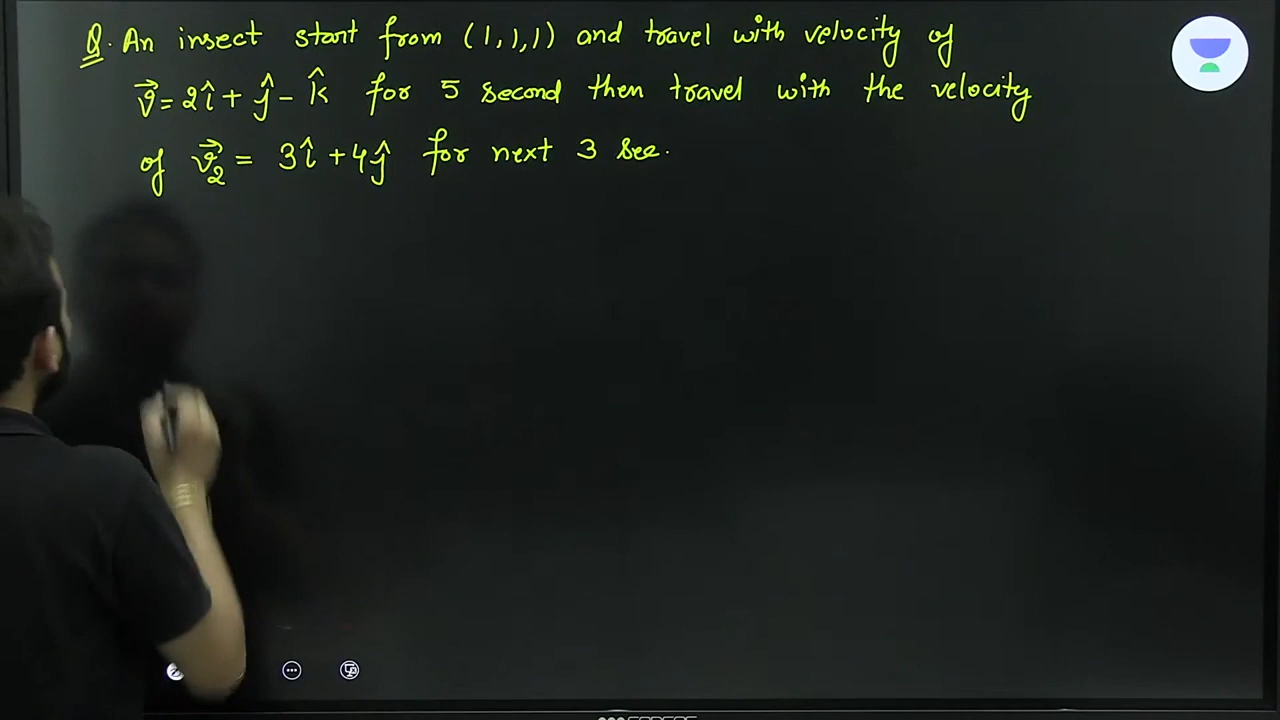 Q. An insect start from (1,1,1) and travel with velocity of
v⃗ = 2î + ĵ - k̂ for 5 second then travel with the velocity
of v⃗₂ = 3î + 4ĵ for next 3 sec.